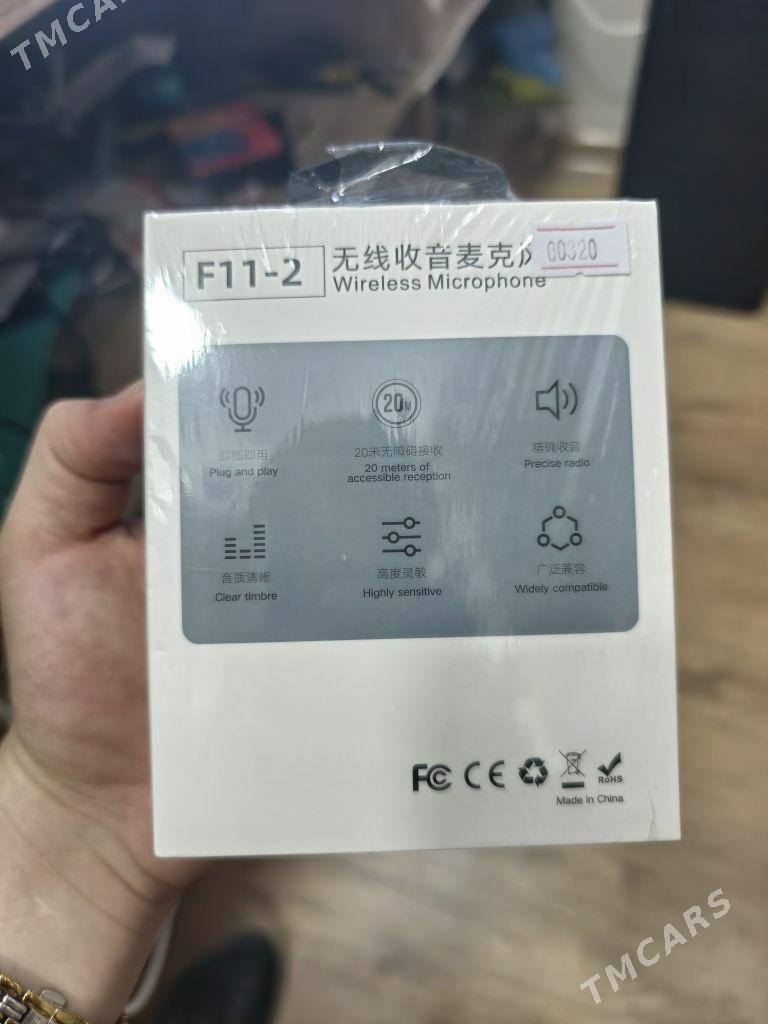 TMCARS
F11-2
无线收音麦克
00320
Wireless Microphone
20M
即插即用
Plug and play
20米无障碍接收
20 meters of
accessible reception
精确收音
Precise radio
音质清晰
Clear timbre
高度灵敏
Highly sensitive
广泛兼容
Widely compatible
FC CE RoHS
Made in China
TMCARS